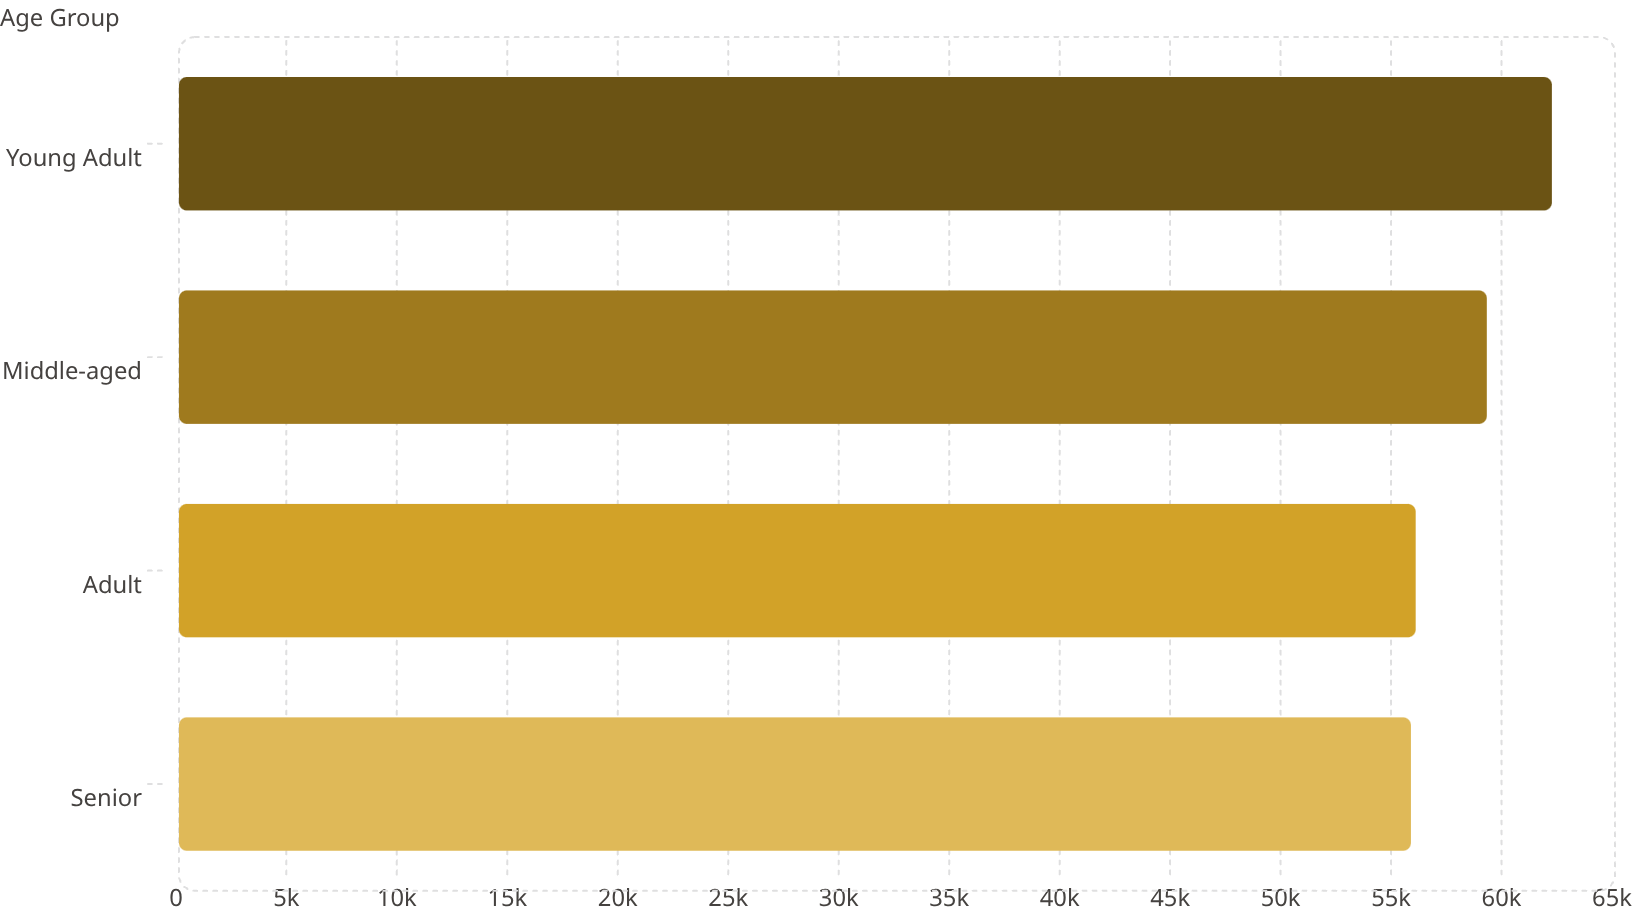 Age Group
Young Adult
Middle-aged
Adult
Senior
0 5k 10k 15k 20k 25k 30k 35k 40k 45k 50k 55k 60k 65k